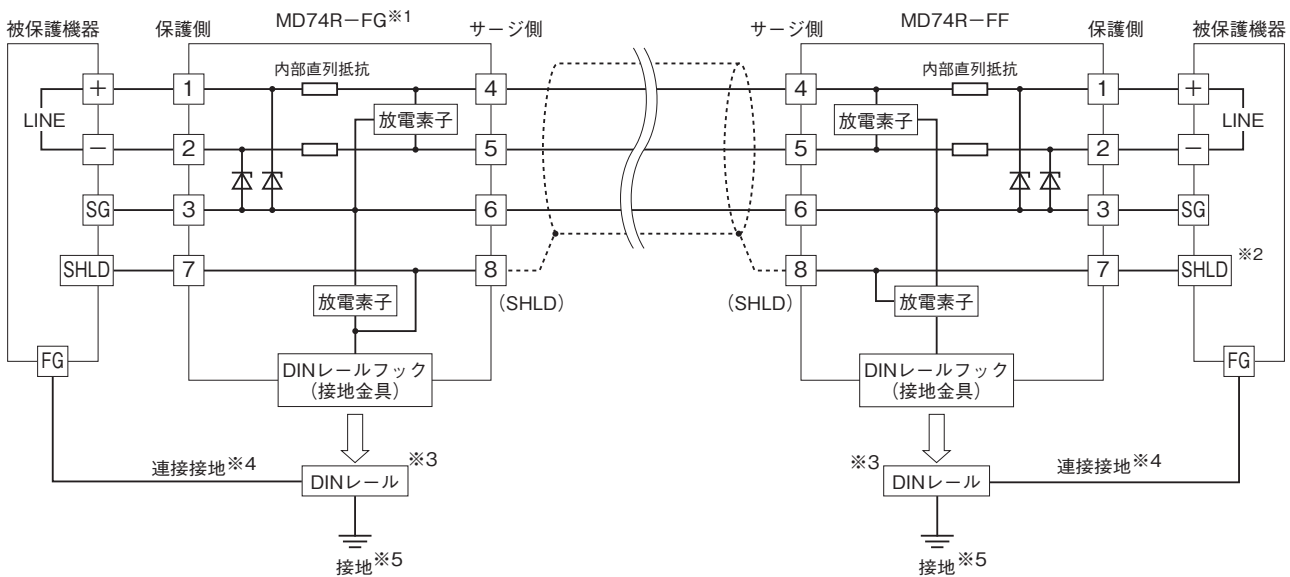 被保護機器
保護側
MD74R−FG※1
サージ側
サージ側
MD74R−FF
保護側
被保護機器
内部直列抵抗
内部直列抵抗
+
1
4
4
1
+
LINE
放電素子
放電素子
LINE
−
2
5
5
2
−
SG
3
6
6
3
SG
SHLD
7
8
8
7
SHLD
※2
放電素子
(SHLD)
(SHLD)
放電素子
FG
DINレールフック
(接地金具)
DINレールフック
(接地金具)
FG
連接接地※4
※3
DINレール
※3
DINレール
連接接地※4
接地※5
接地※5